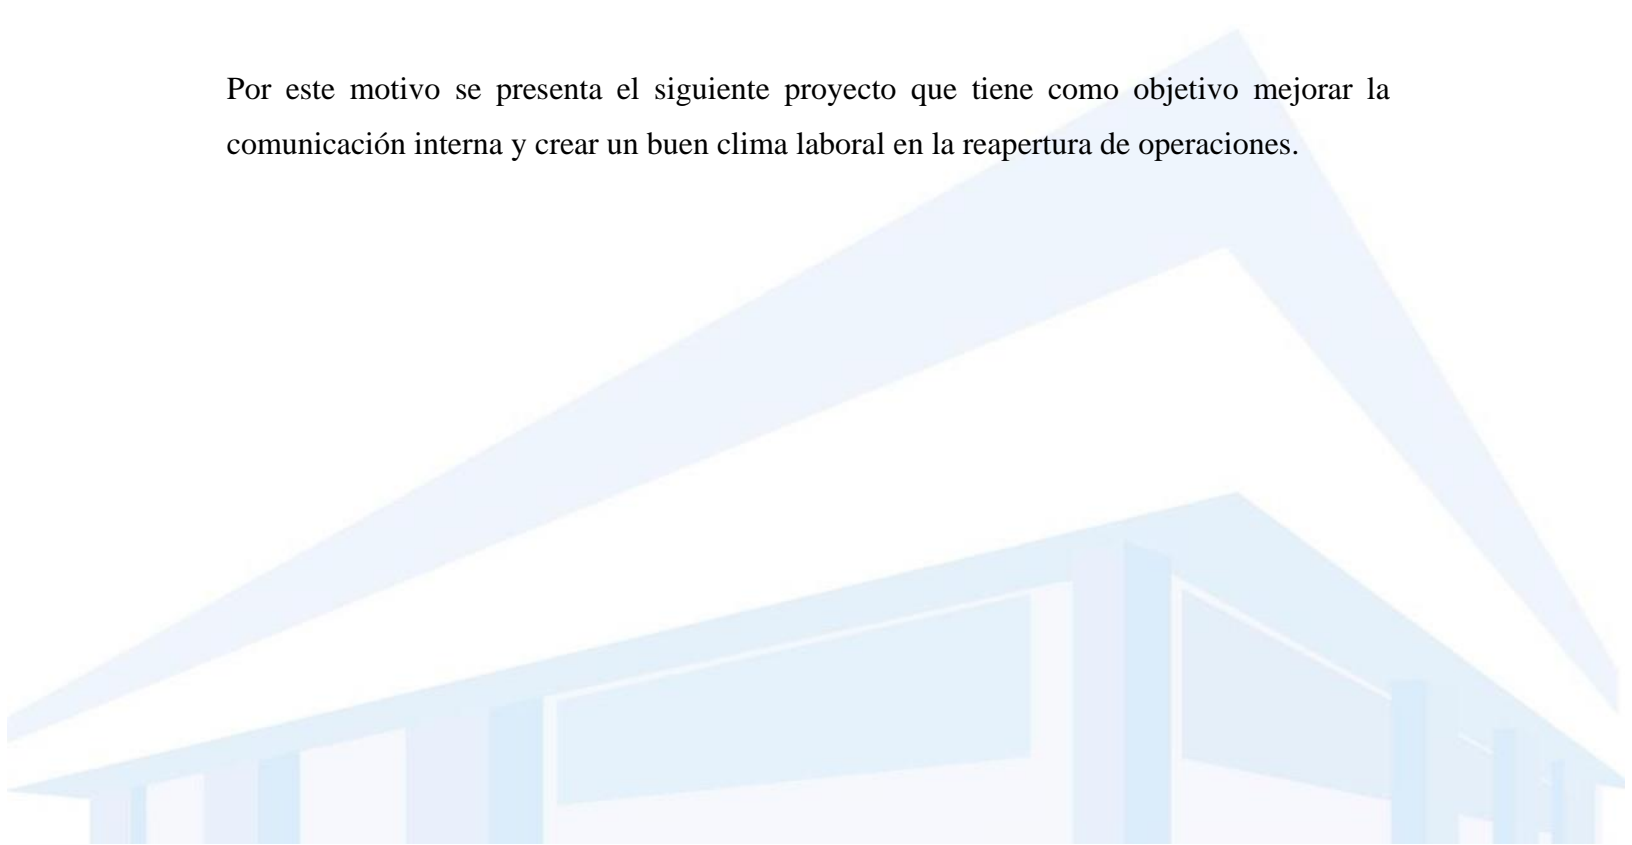 Por este motivo se presenta el siguiente proyecto que tiene como objetivo mejorar la
comunicación interna y crear un buen clima laboral en la reapertura de operaciones.